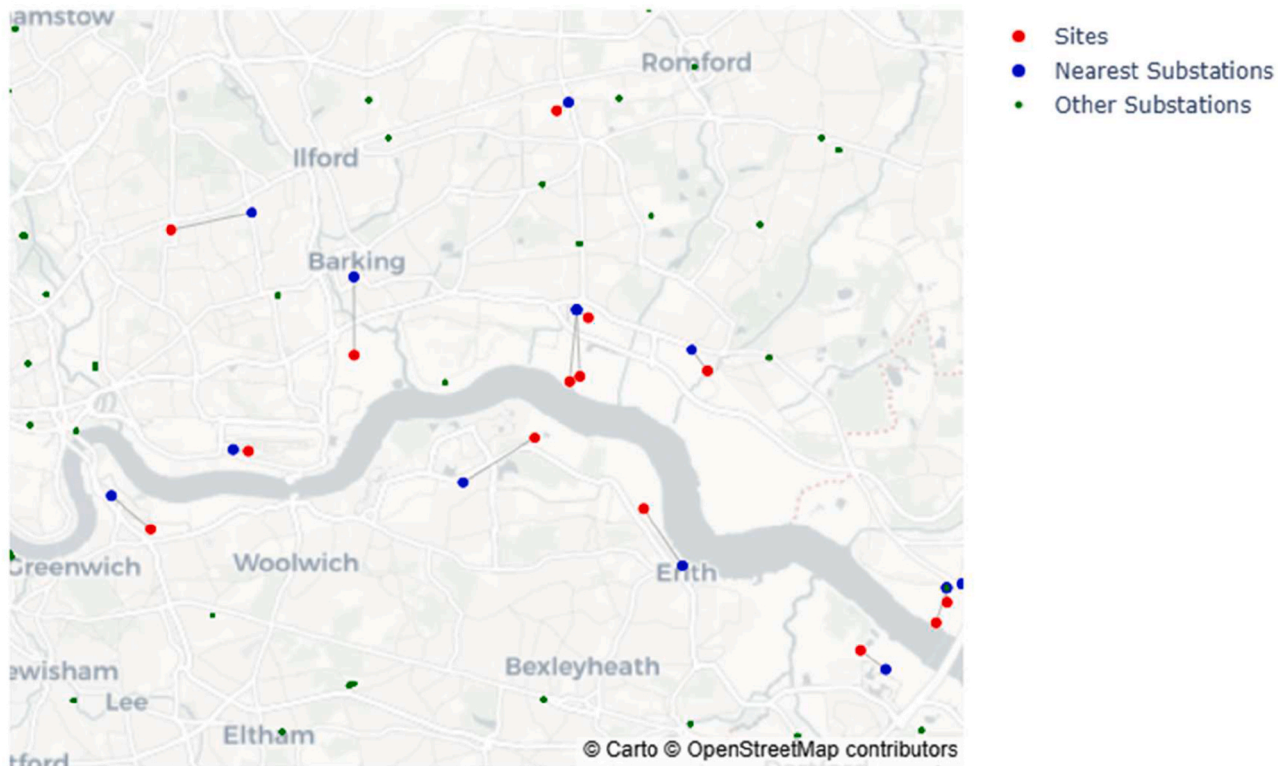 amstow
Romford
Ilford
Barking
Greenwich
Woolwich
Erith
ewisham
Bexleyheath
Lee
Eltham
tford
© Carto © OpenStreetMap contributors
Sites
Nearest Substations
Other Substations